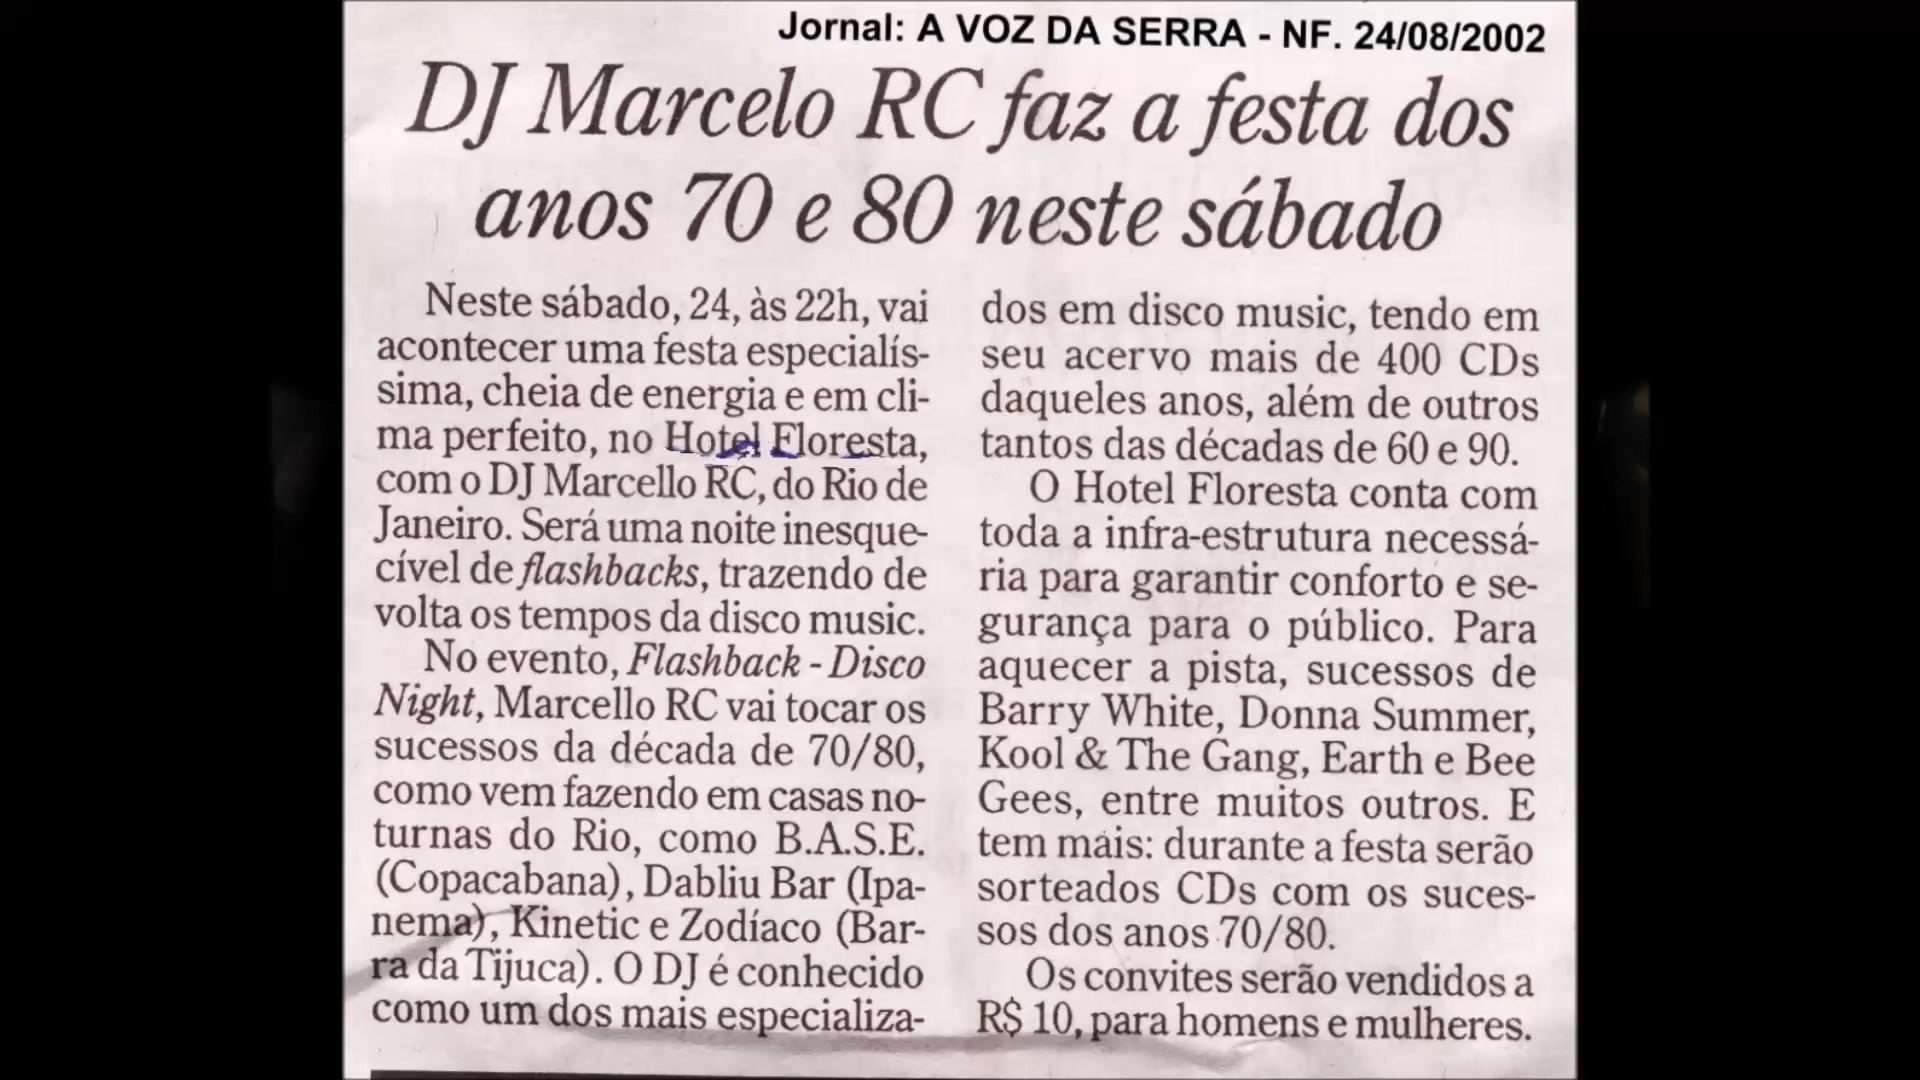 Jornal: A VOZ DA SERRA - NF. 24/08/2002
DJ Marcelo RC faz a festa dos
anos 70 e 80 neste sábado
Neste sábado, 24, às 22h, vai
acontecer uma festa especialís-
sima, cheia de energia e em cli-
ma perfeito, no Hotel Floresta,
com o DJ Marcello RC, do Rio de
Janeiro. Será uma noite inesque-
cível de flashbacks, trazendo de
volta os tempos da disco music.
No evento, Flashback - Disco
Night, Marcello RC vai tocar os
sucessos da década de 70/80,
como vem fazendo em casas no-
turnas do Rio, como B.A.S.E.
(Copacabana), Dabliu Bar (Ipa-
nema), Kinetic e Zodíaco (Bar-
ra da Tijuca). O DJ é conhecido
como um dos mais especializa-
dos em disco music, tendo em
seu acervo mais de 400 CDs
daqueles anos, além de outros
tantos das décadas de 60 e 90.
O Hotel Floresta conta com
toda a infra-estrutura necessá-
ria para garantir conforto e se-
gurança para o público. Para
aquecer a pista, sucessos de
Barry White, Donna Summer,
Kool & The Gang, Earth e Bee
Gees, entre muitos outros. E
tem mais: durante a festa serão
sorteados CDs com os suces-
sos dos anos 70/80.
Os convites serão vendidos a
R$ 10, para homens e mulheres.